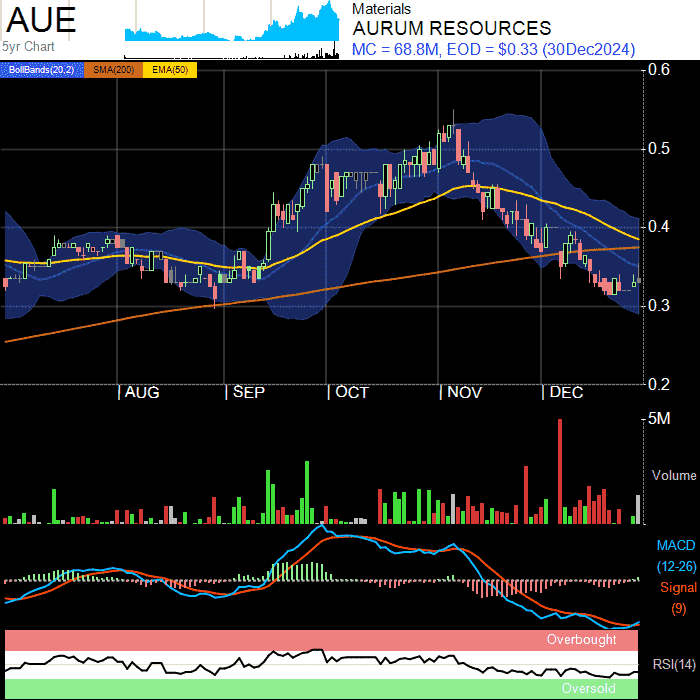 AUE
5yr Chart
Materials
AURUM RESOURCES
MC = 68.8M, EOD = $0.33 (30Dec2024)
BollBands(20,2) SMA(200) EMA(50)
0.6
0.5
0.4
0.3
0.2
AUG SEP OCT NOV DEC
5M
Volume
MACD
(12-26)
Signal
(9)
Overbought
RSI(14)
Oversold